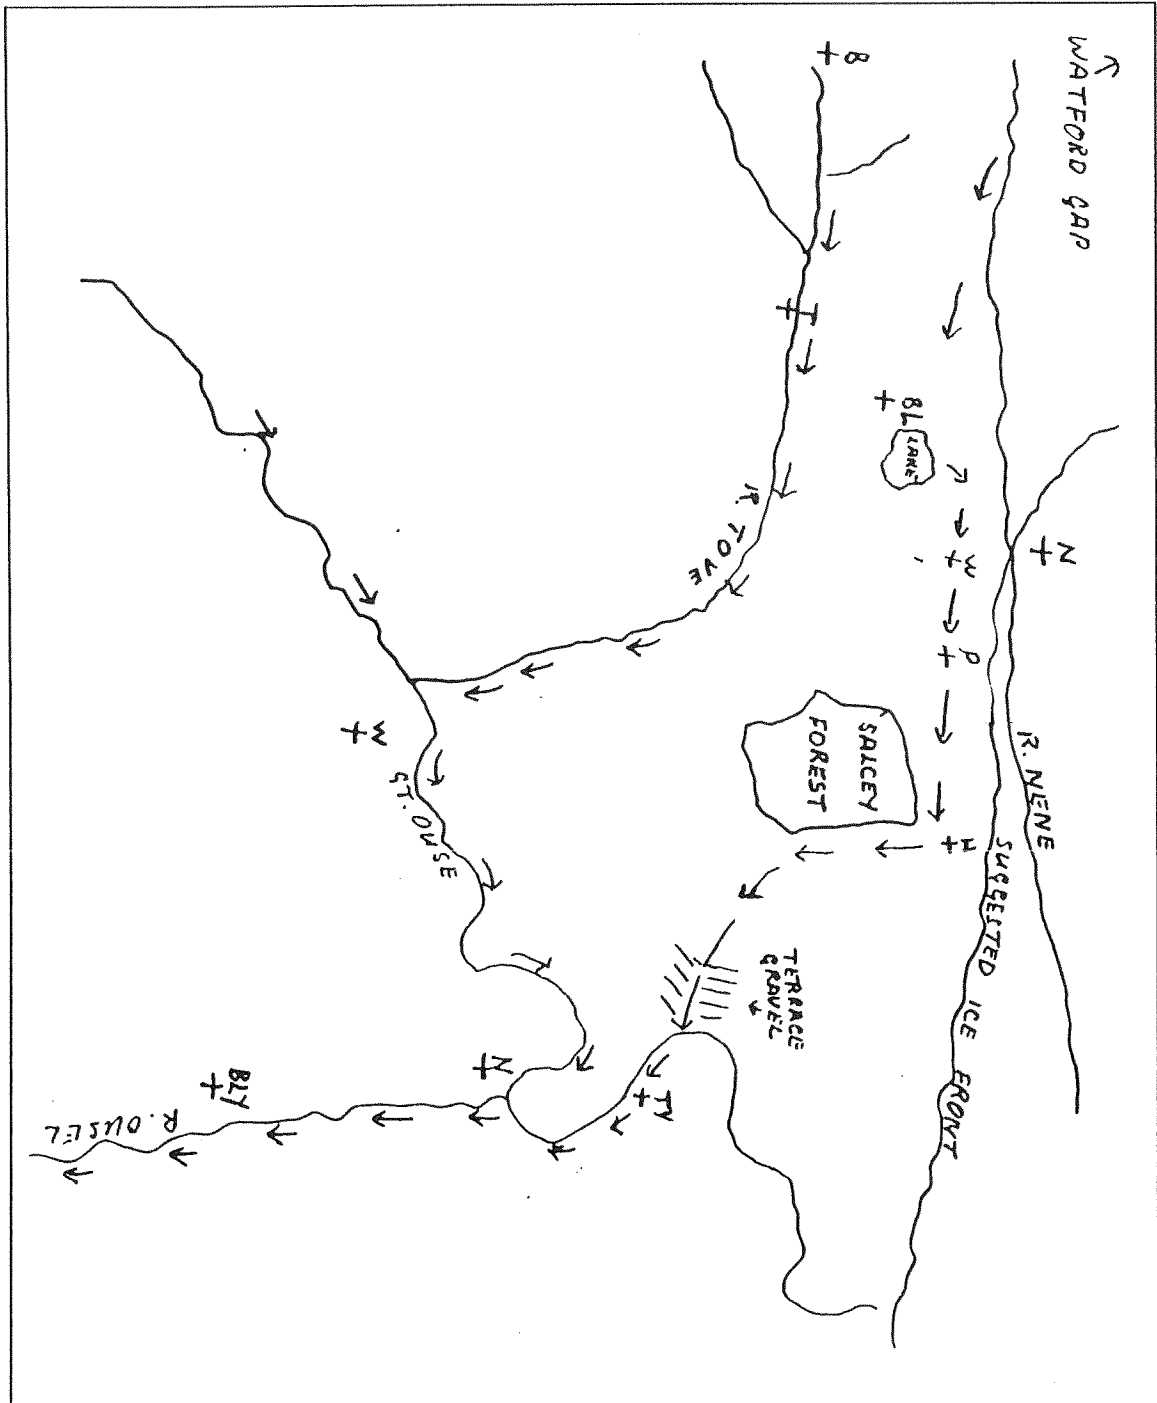 WATFORD GAP
B
T
BL
LAKE
N
W
P
H
R. NENE
SUGGESTED ICE FRONT
R. TOVE
SALCEY
FOREST
W
GT. OUSE
TERRACE
GRAVEL
N
TY
BLY
R. OUSEL